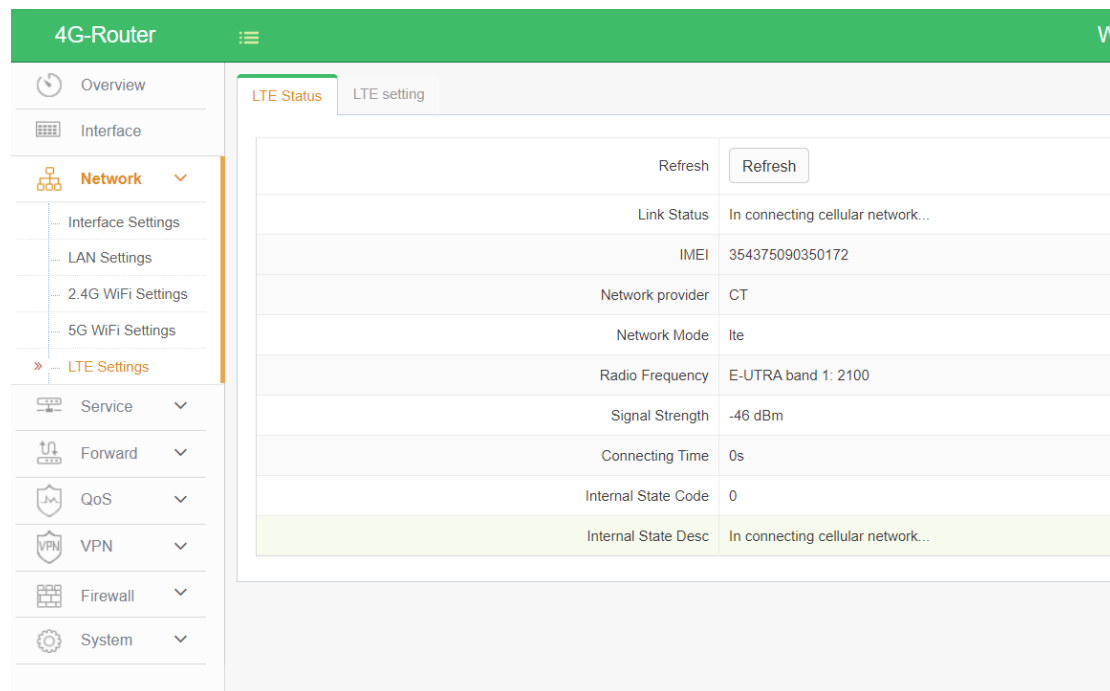 4G-Router
W
Overview
Interface
Network
Interface Settings
LAN Settings
2.4G WiFi Settings
5G WiFi Settings
LTE Settings
Service
Forward
QoS
VPN
VPN
Firewall
System
LTE Status
LTE setting
Refresh
Refresh
Link Status
In connecting cellular network...
IMEI
354375090350172
Network provider
CT
Network Mode
lte
Radio Frequency
E-UTRA band 1: 2100
Signal Strength
-46 dBm
Connecting Time
0s
Internal State Code
0
Internal State Desc
In connecting cellular network...